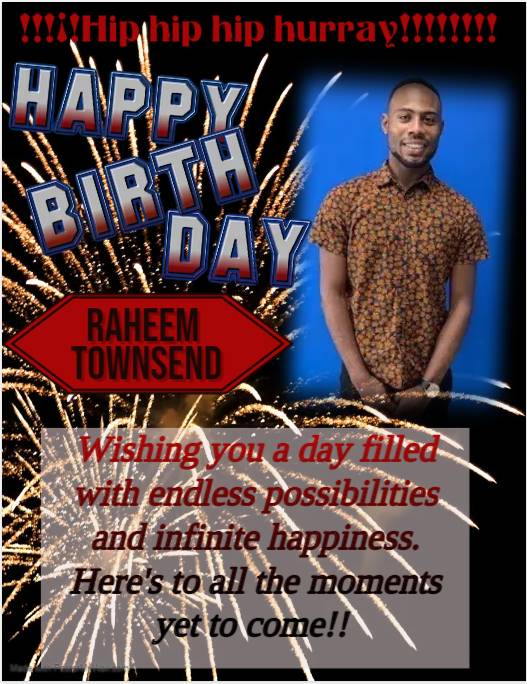 !!!¡!Hip hip hip hurray!!!!!!!!
HAPPY
BIRTH
DAY
RAHEEM
TOWNSEND
Wishing you a day filled
with endless possibilities
and infinite happiness.
Here's to all the moments
yet to come!!